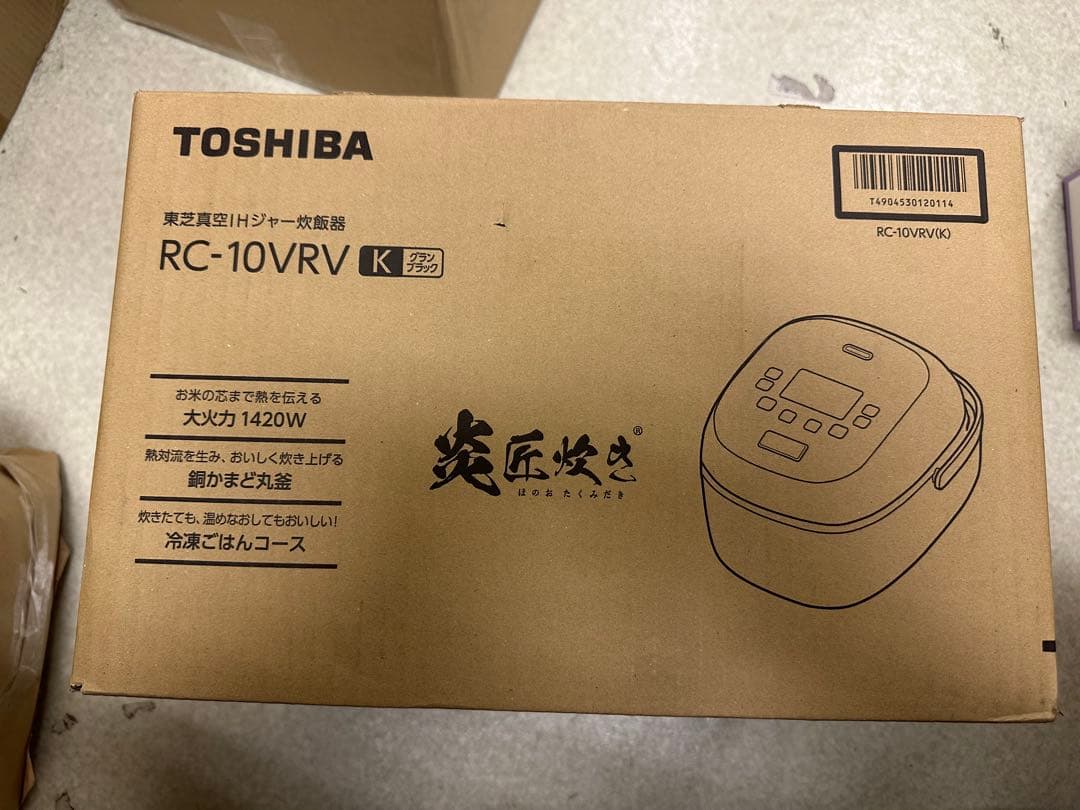 TOSHIBA
東芝真空IHジャー炊飯器
RC-10VRV K グラン
ブラック
T4904530120114
RC-10VRV(K)
お米の芯まで熱を伝える
大火力 1420W
熱対流を生み、おいしく炊き上げる
銅かまど丸釜
炊きたても、温めなおしてもおいしい!
冷凍ごはんコース
炎 匠炊き®
ほのお たくみだき